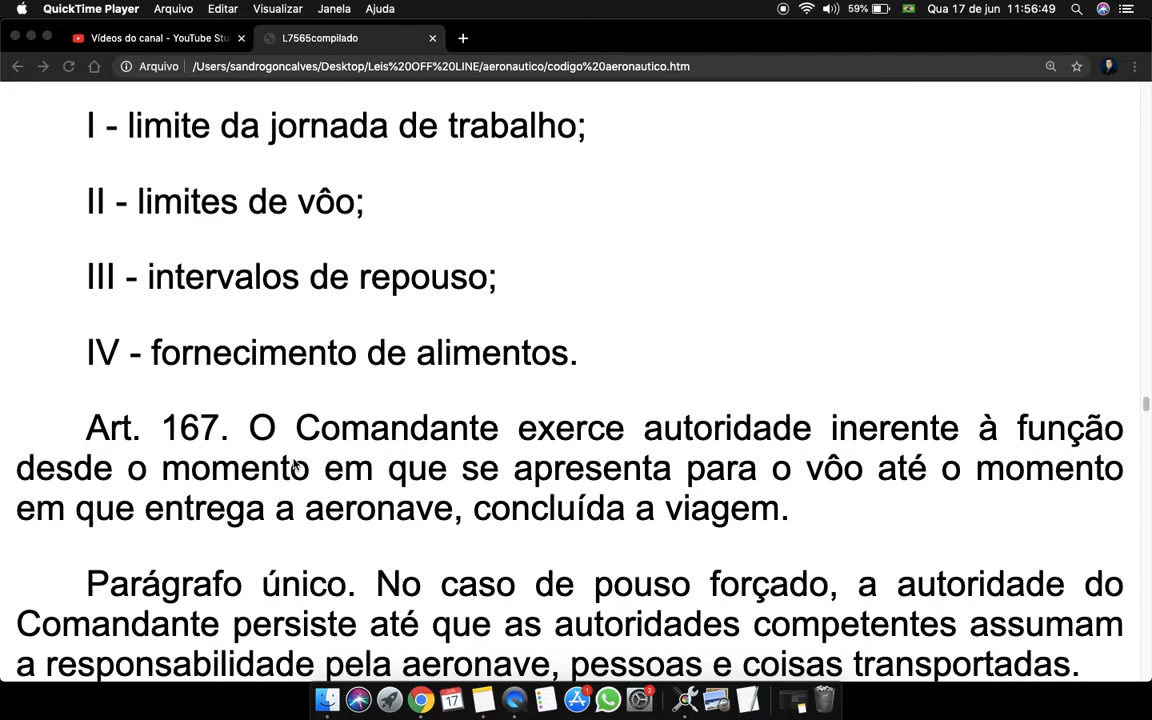 QuickTime Player Arquivo Editar Visualizar Janela Ajuda 59% Qua 17 de jun 11:56:49
Vídeos do canal - YouTube Stu L7565compilado
Arquivo /Users/sandrogoncalves/Desktop/Leis%20OFF%20LINE/aeronautico/codigo%20aeronautico.htm
I - limite da jornada de trabalho;
II - limites de vôo;
III - intervalos de repouso;
IV - fornecimento de alimentos.
Art. 167. O Comandante exerce autoridade inerente à função
desde o momento em que se apresenta para o vôo até o momento
em que entrega a aeronave, concluída a viagem.
Parágrafo único. No caso de pouso forçado, a autoridade do
Comandante persiste até que as autoridades competentes assumam
a responsabilidade pela aeronave, pessoas e coisas transportadas.
JUN
17
1
2